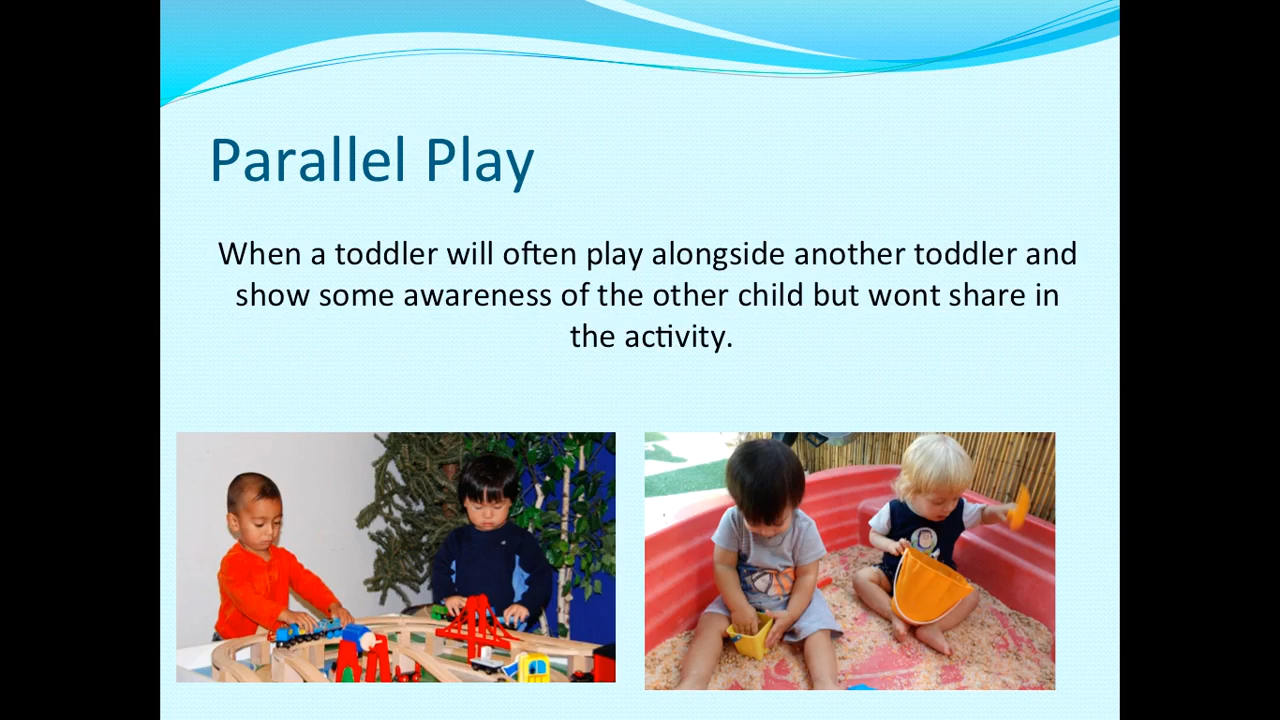 Parallel Play
When a toddler will often play alongside another toddler and
show some awareness of the other child but wont share in
the activity.